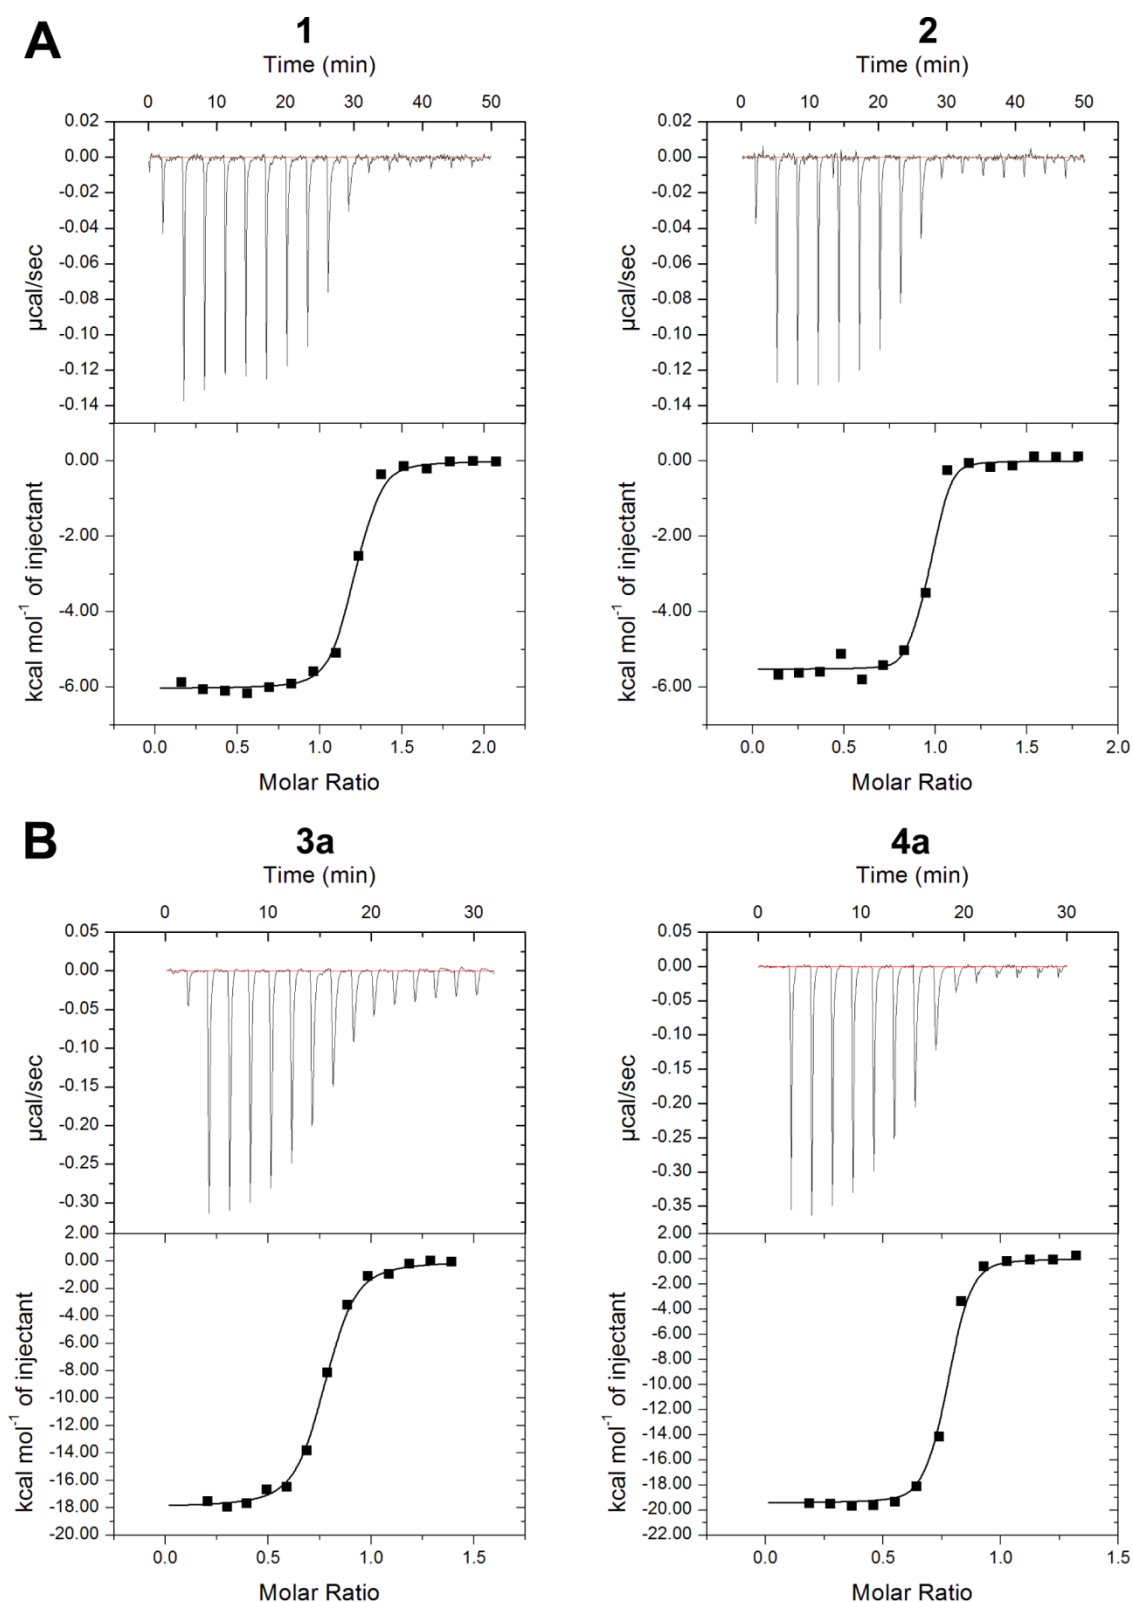 A
1
Time (min)
0 10 20 30 40 50
0.02
0.00
-0.02
-0.04
-0.06
-0.08
-0.10
-0.12
-0.14
µcal/sec
0.00
-2.00
-4.00
-6.00
kcal mol⁻¹ of injectant
0.0 0.5 1.0 1.5 2.0
Molar Ratio
2
Time (min)
0 10 20 30 40 50
0.02
0.00
-0.02
-0.04
-0.06
-0.08
-0.10
-0.12
-0.14
µcal/sec
0.00
-2.00
-4.00
-6.00
kcal mol⁻¹ of injectant
0.0 0.5 1.0 1.5 2.0
Molar Ratio
B
3a
Time (min)
0 10 20 30
0.05
0.00
-0.05
-0.10
-0.15
-0.20
-0.25
-0.30
µcal/sec
2.00
0.00
-2.00
-4.00
-6.00
-8.00
-10.00
-12.00
-14.00
-16.00
-18.00
-20.00
kcal mol⁻¹ of injectant
0.0 0.5 1.0 1.5
Molar Ratio
4a
Time (min)
0 10 20 30
0.05
0.00
-0.05
-0.10
-0.15
-0.20
-0.25
-0.30
-0.35
µcal/sec
2.00
0.00
-2.00
-4.00
-6.00
-8.00
-10.00
-12.00
-14.00
-16.00
-18.00
-20.00
-22.00
kcal mol⁻¹ of injectant
0.0 0.5 1.0 1.5
Molar Ratio